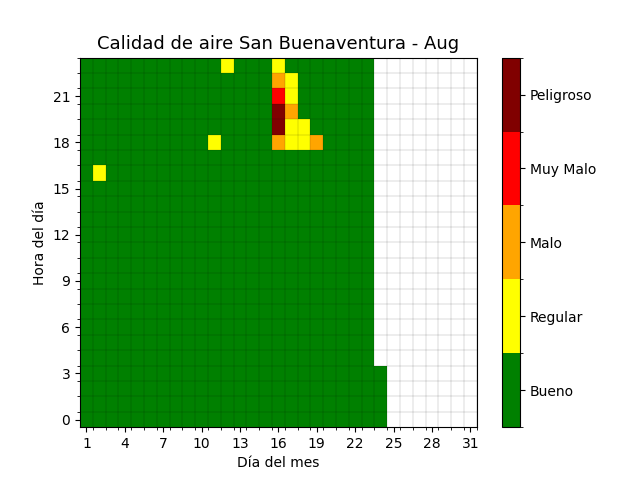 Calidad de aire San Buenaventura - Aug
Hora del día
21
18
15
12
9
6
3
0
1 4 7 10 13 16 19 22 25 28 31
Día del mes
Peligroso
Muy Malo
Malo
Regular
Bueno